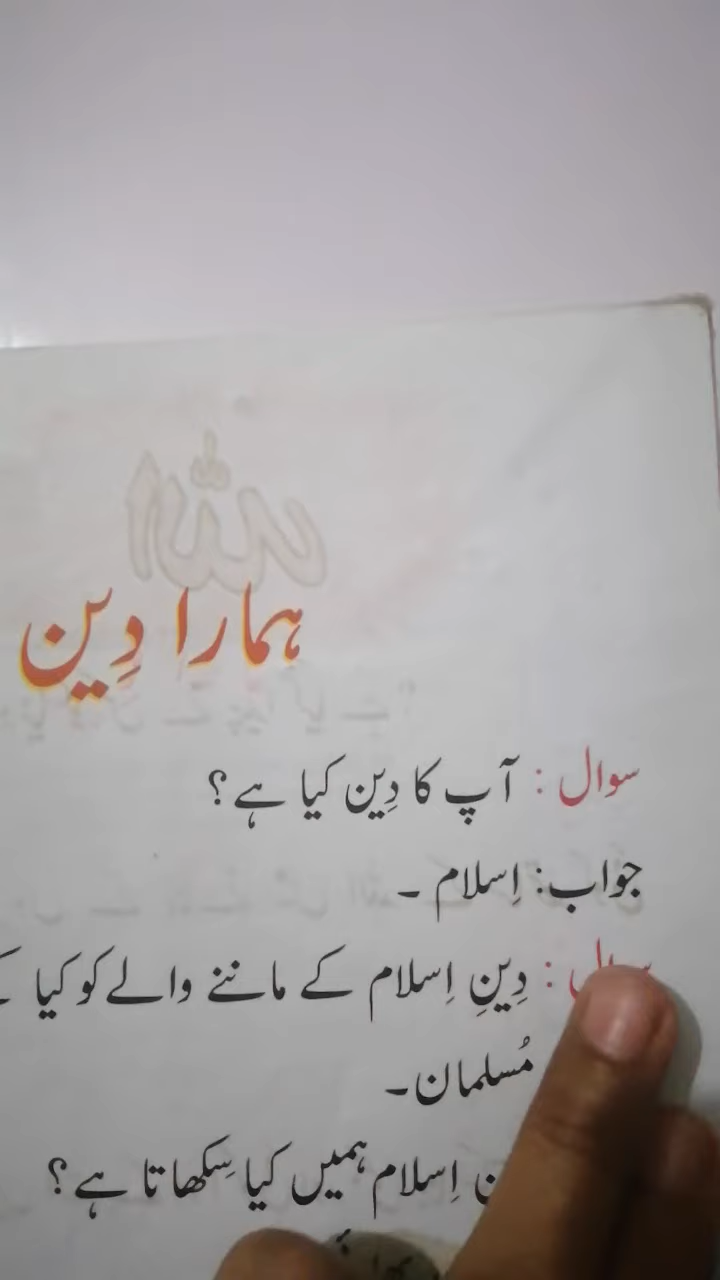 الله
ہمارا دِین
سوال : آپ کا دِین کیا ہے؟
جواب: اِسلام ۔
سوال : دِینِ اِسلام کے ماننے والے کو کیا
مُسلمان۔
اِسلام ہمیں کیا سِکھاتا ہے؟